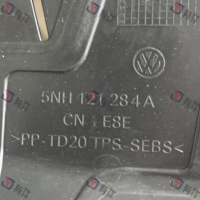 5NH 121 284A
CN 1 E8E
>PP-TD20 TPS-SEBS<